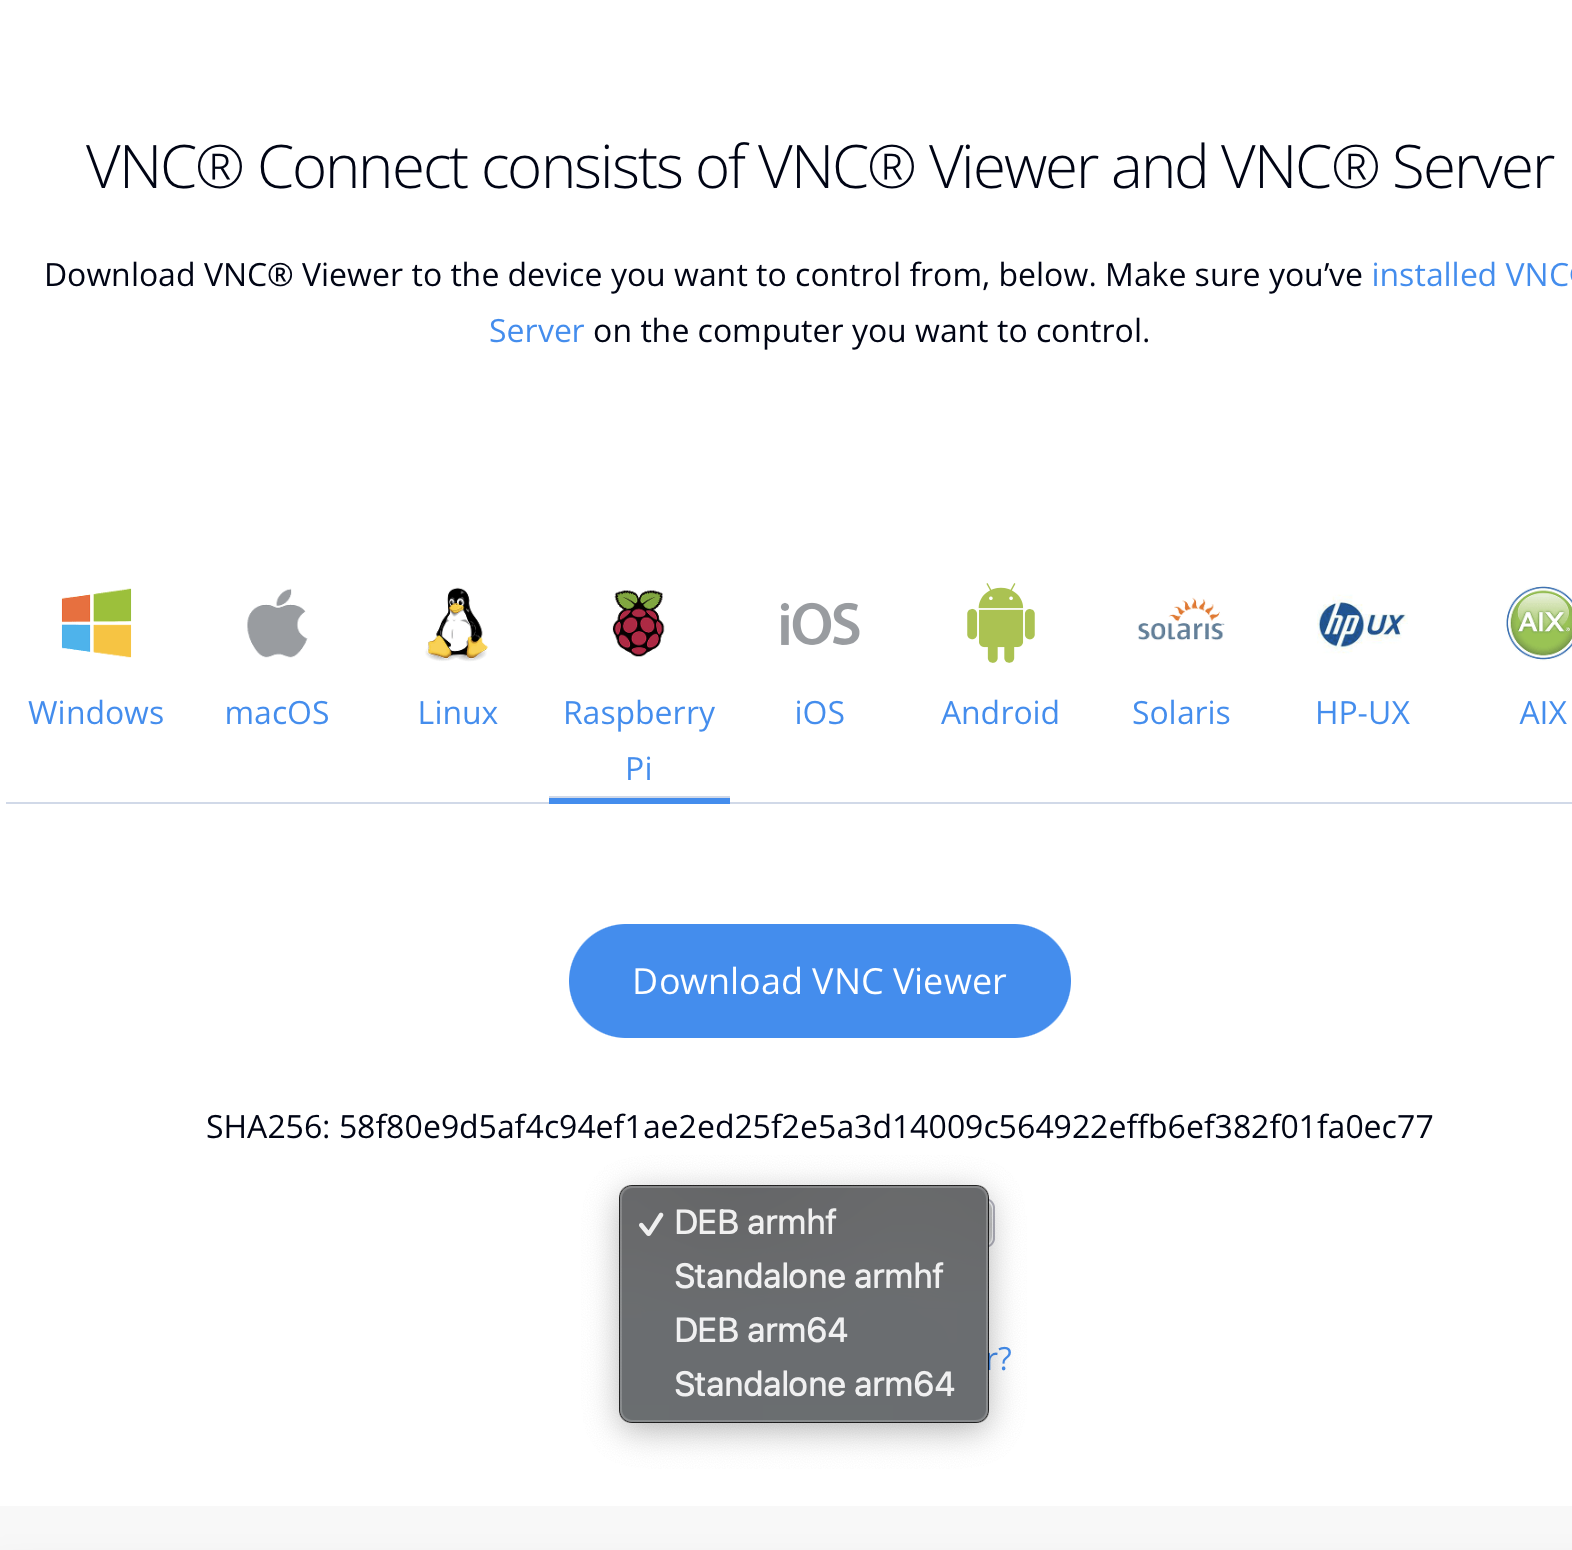 VNC® Connect consists of VNC® Viewer and VNC® Server
Download VNC® Viewer to the device you want to control from, below. Make sure you’ve installed VNC
Server on the computer you want to control.
iOS
solaris
hp UX
AIX
Windows
macOS
Linux
Raspberry
Pi
iOS
Android
Solaris
HP-UX
AIX
Download VNC Viewer
SHA256: 58f80e9d5af4c94ef1ae2ed25f2e5a3d14009c564922effb6ef382f01fa0ec77
✓ DEB armhf
Standalone armhf
DEB arm64
r?
Standalone arm64